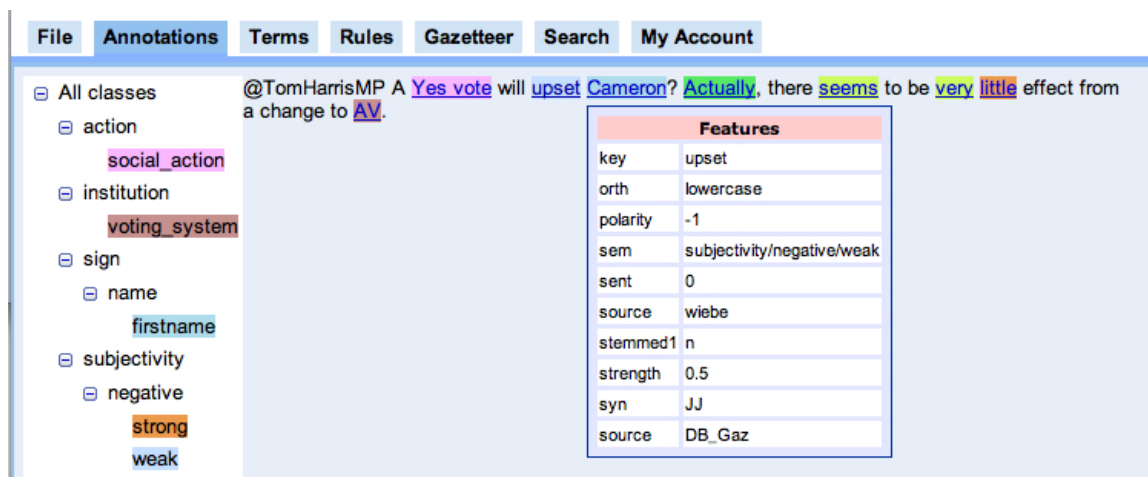 File Annotations Terms Rules Gazetteer Search My Account
All classes
action
social_action
institution
voting_system
sign
name
firstname
subjectivity
negative
strong
weak
@TomHarrisMP A Yes vote will upset Cameron? Actually, there seems to be very little effect from
a change to AV.
Features
key upset
orth lowercase
polarity -1
sem subjectivity/negative/weak
sent 0
source wiebe
stemmed1 n
strength 0.5
syn JJ
source DB_Gaz